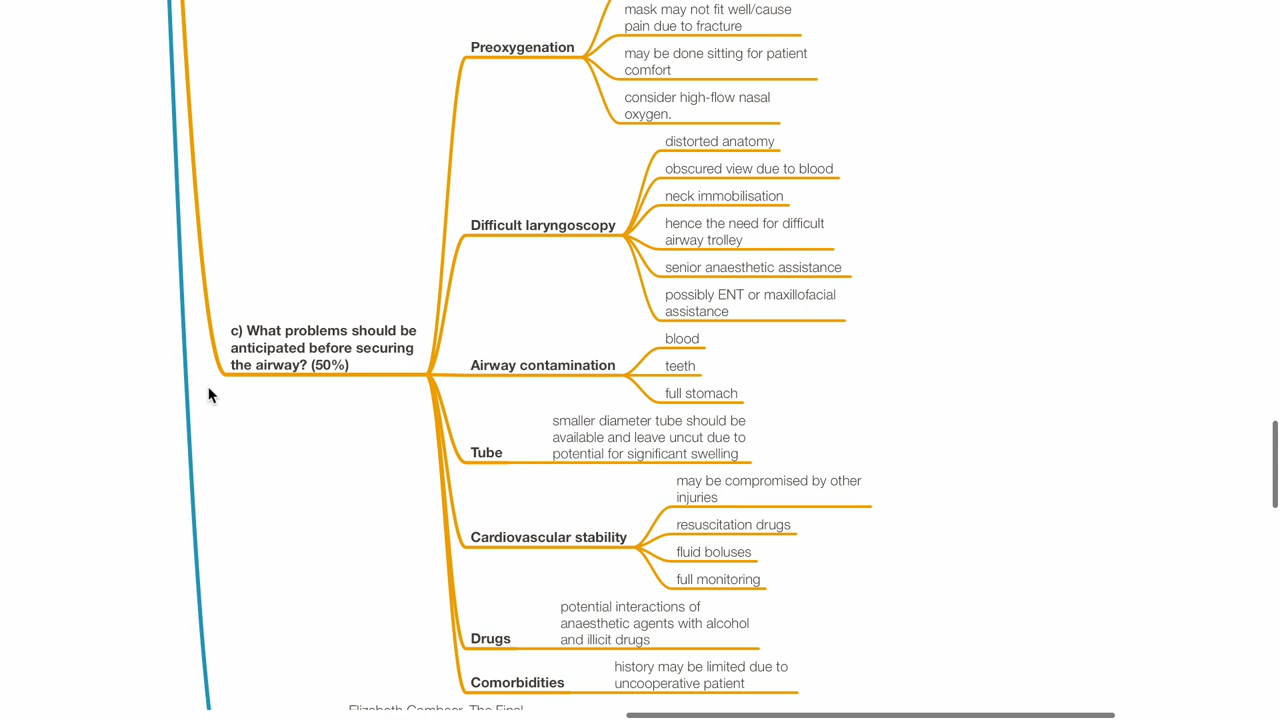 mask may not fit well/cause
pain due to fracture
Preoxygenation
may be done sitting for patient
comfort
consider high-flow nasal
oxygen.
distorted anatomy
obscured view due to blood
neck immobilisation
Difficult laryngoscopy
hence the need for difficult
airway trolley
senior anaesthetic assistance
possibly ENT or maxillofacial
assistance
c) What problems should be
anticipated before securing
the airway? (50%)
blood
Airway contamination
teeth
full stomach
smaller diameter tube should be
available and leave uncut due to
potential for significant swelling
Tube
may be compromised by other
injuries
resuscitation drugs
Cardiovascular stability
fluid boluses
full monitoring
potential interactions of
anaesthetic agents with alcohol
and illicit drugs
Drugs
history may be limited due to
uncooperative patient
Comorbidities
Elizabeth Combeer, The Final